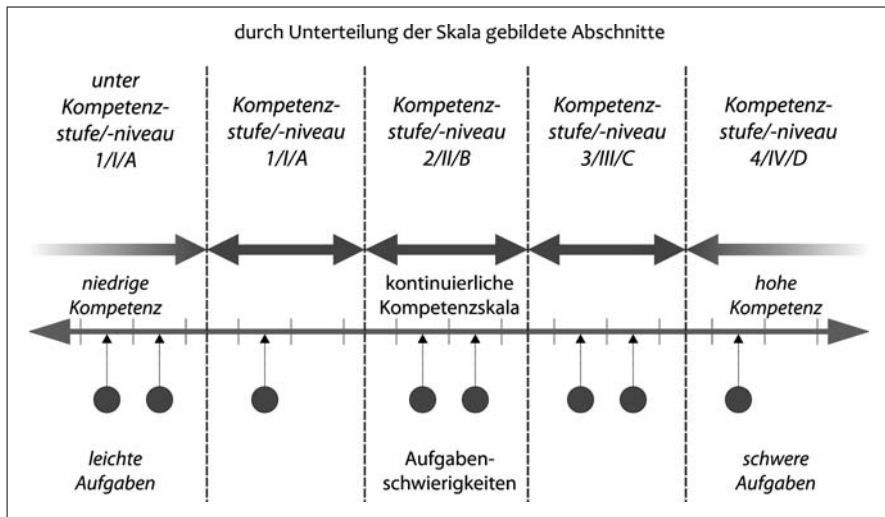 durch Unterteilung der Skala gebildete Abschnitte
unter
Kompetenz-
stufe/-niveau
1/I/A
Kompetenz-
stufe/-niveau
1/I/A
Kompetenz-
stufe/-niveau
2/II/B
Kompetenz-
stufe/-niveau
3/III/C
Kompetenz-
stufe/-niveau
4/IV/D
niedrige
Kompetenz
kontinuierliche
Kompetenzskala
hohe
Kompetenz
leichte
Aufgaben
Aufgaben-
schwierigkeiten
schwere
Aufgaben